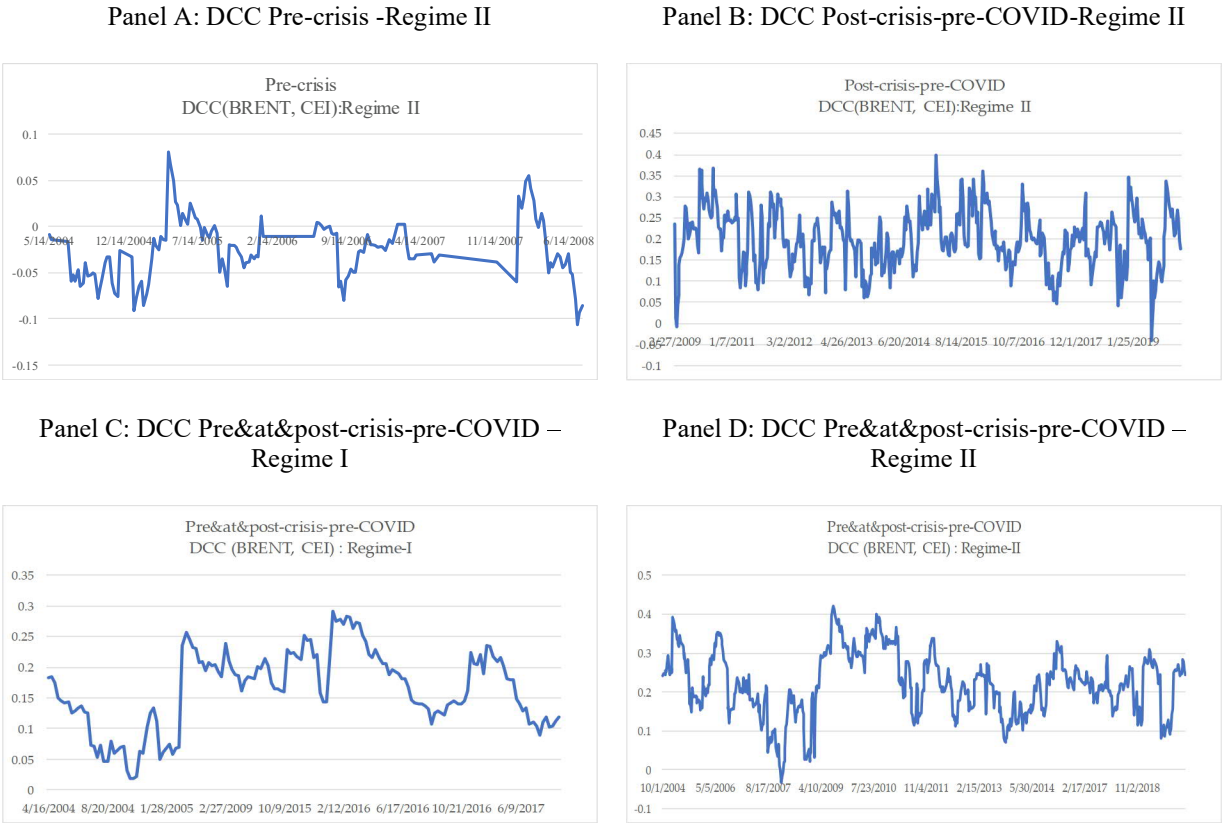 Panel A: DCC Pre-crisis -Regime II
Panel B: DCC Post-crisis-pre-COVID-Regime II
Pre-crisis
DCC(BRENT, CEI):Regime II
0.1
0.05
0
-0.05
-0.1
-0.15
5/14/2004 12/14/2004 7/14/2005 2/14/2006 9/14/2006 4/14/2007 11/14/2007 6/14/2008
Post-crisis-pre-COVID
DCC(BRENT, CEI):Regime II
0.45
0.4
0.35
0.3
0.25
0.2
0.15
0.1
0.05
0
-0.05
-0.1
2/27/2009 1/7/2011 3/2/2012 4/26/2013 6/20/2014 8/14/2015 10/7/2016 12/1/2017 1/25/2019
Panel C: DCC Pre&at&post-crisis-pre-COVID –
Regime I
Panel D: DCC Pre&at&post-crisis-pre-COVID –
Regime II
Pre&at&post-crisis-pre-COVID
DCC (BRENT, CEI) : Regime-I
0.35
0.3
0.25
0.2
0.15
0.1
0.05
0
4/16/2004 8/20/2004 1/28/2005 2/27/2009 10/9/2015 2/12/2016 6/17/2016 10/21/2016 6/9/2017
Pre&at&post-crisis-pre-COVID
DCC (BRENT, CEI) : Regime-II
0.5
0.4
0.3
0.2
0.1
0
-0.1
10/1/2004 5/5/2006 8/17/2007 4/10/2009 7/23/2010 11/4/2011 2/15/2013 5/30/2014 2/17/2017 11/2/2018